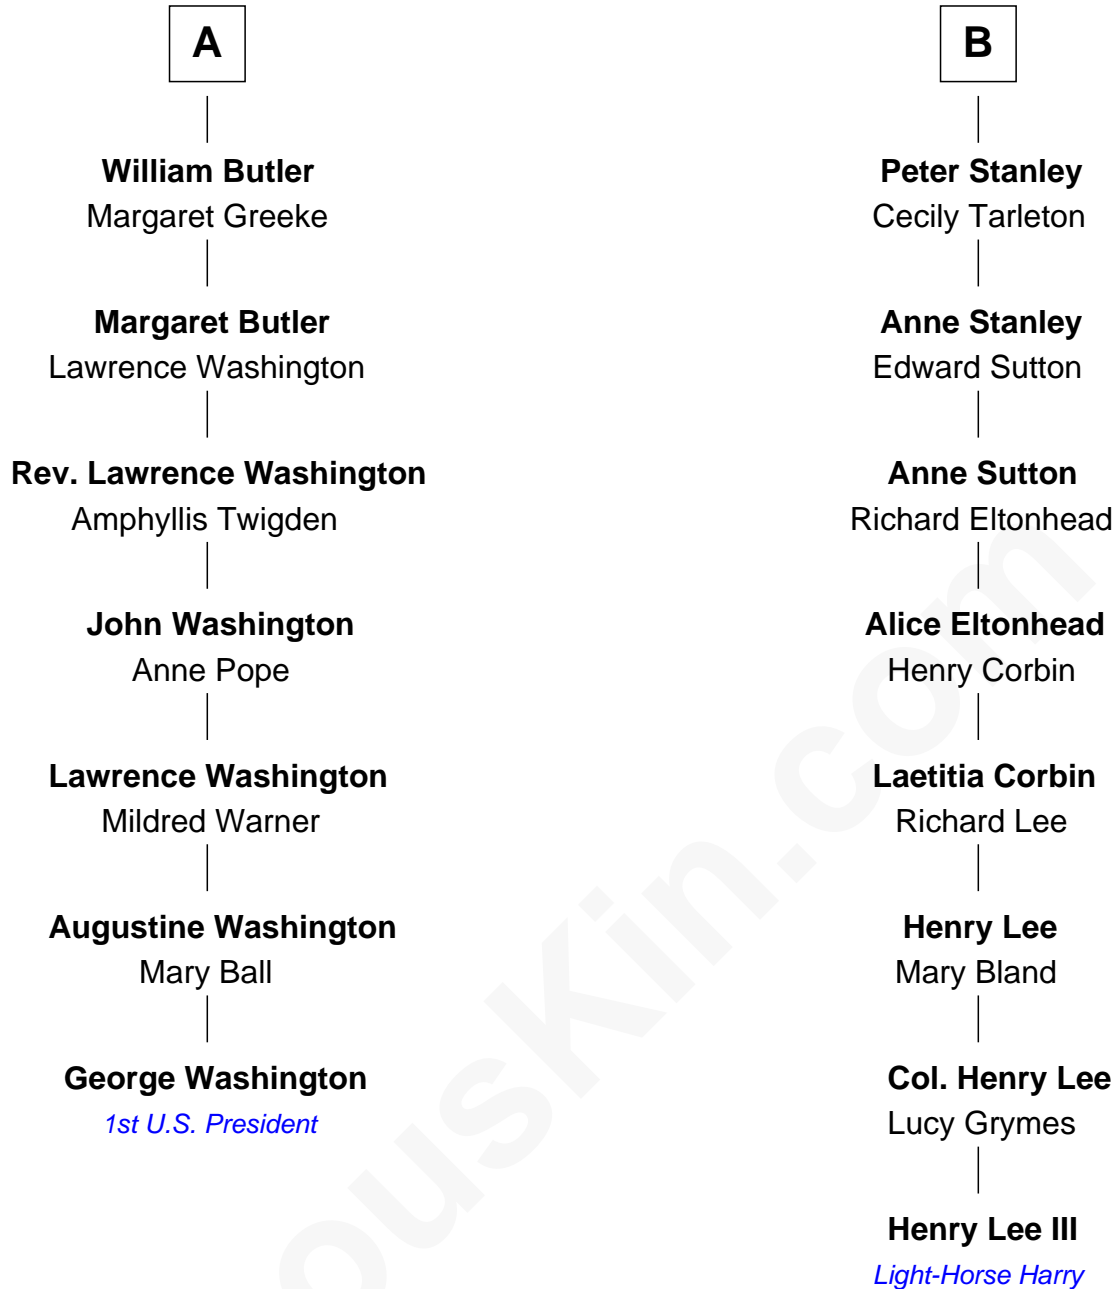 A
William Butler
Margaret Greeke
Margaret Butler
Lawrence Washington
Rev. Lawrence Washington
Amphyllis Twigden
John Washington
Anne Pope
Lawrence Washington
Mildred Warner
Augustine Washington
Mary Ball
George Washington
1st U.S. President
B
Peter Stanley
Cecily Tarleton
Anne Stanley
Edward Sutton
Anne Sutton
Richard Eltonhead
Alice Eltonhead
Henry Corbin
Laetitia Corbin
Richard Lee
Henry Lee
Mary Bland
Col. Henry Lee
Lucy Grymes
Henry Lee III
Light-Horse Harry
ousKin.com